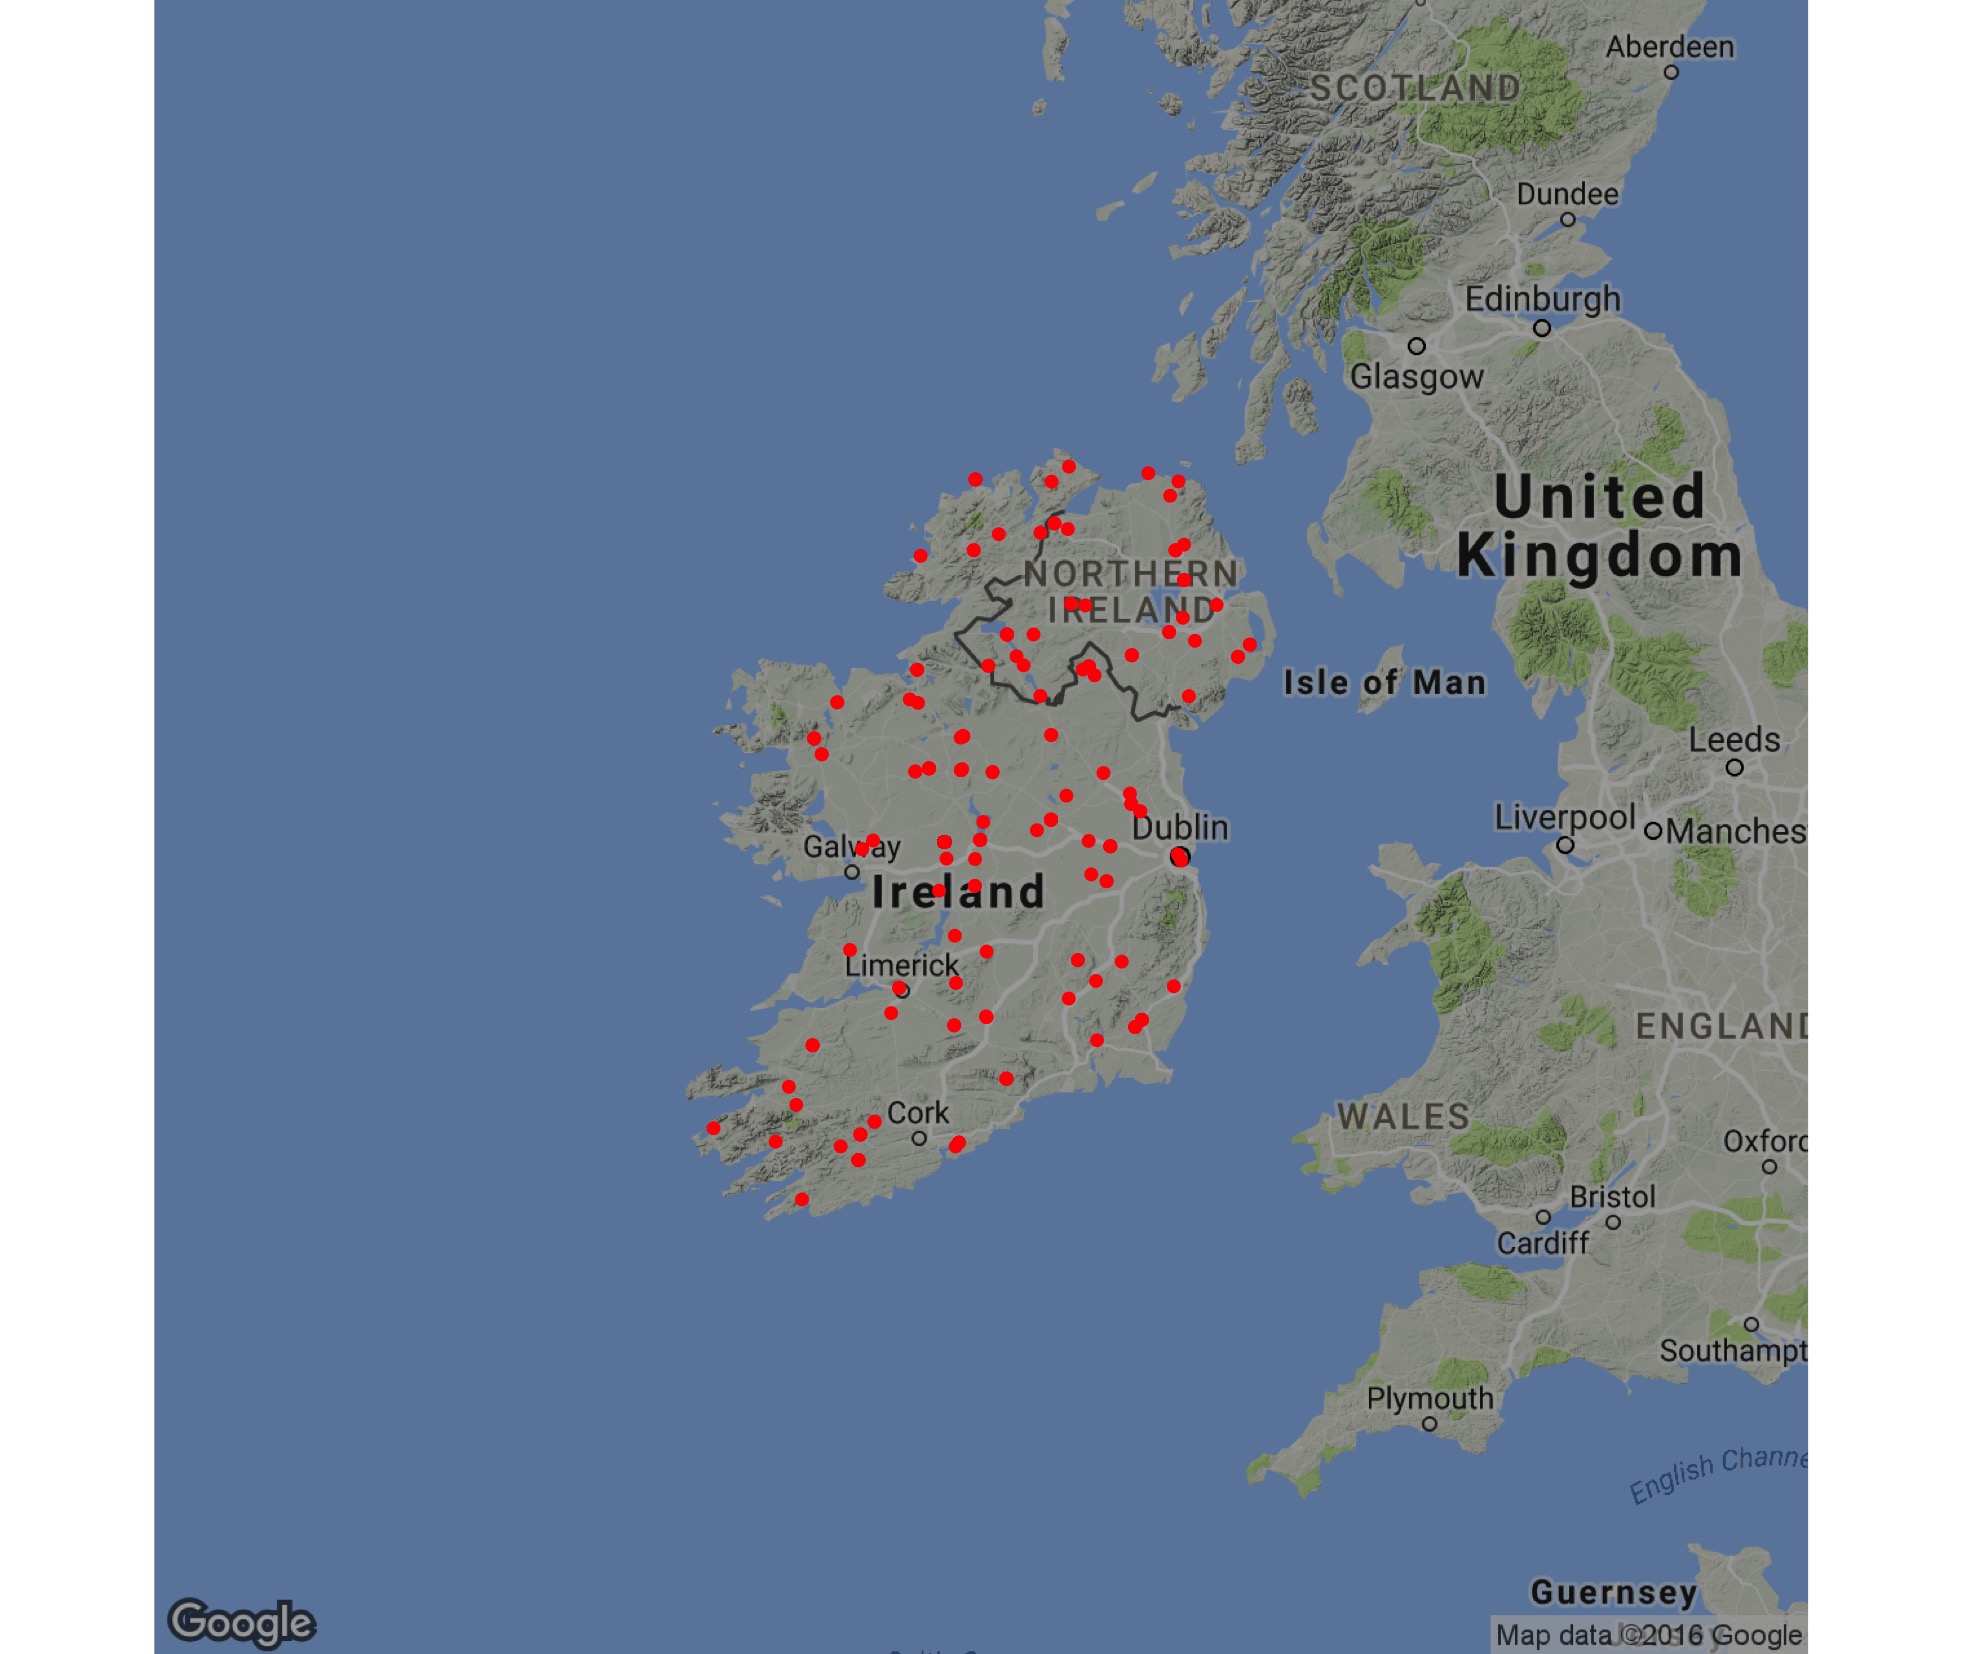 Aberdeen
SCOTLAND
Dundee
Edinburgh
Glasgow
United
Kingdom
NORTHERN
IRELAND
Isle of Man
Leeds
Liverpool
Manches
Dublin
Galway
Ireland
Limerick
ENGLAND
Cork
WALES
Oxford
Bristol
Cardiff
Southampt
Plymouth
English Channe
Guernsey
Google
Map data ©2016 Google